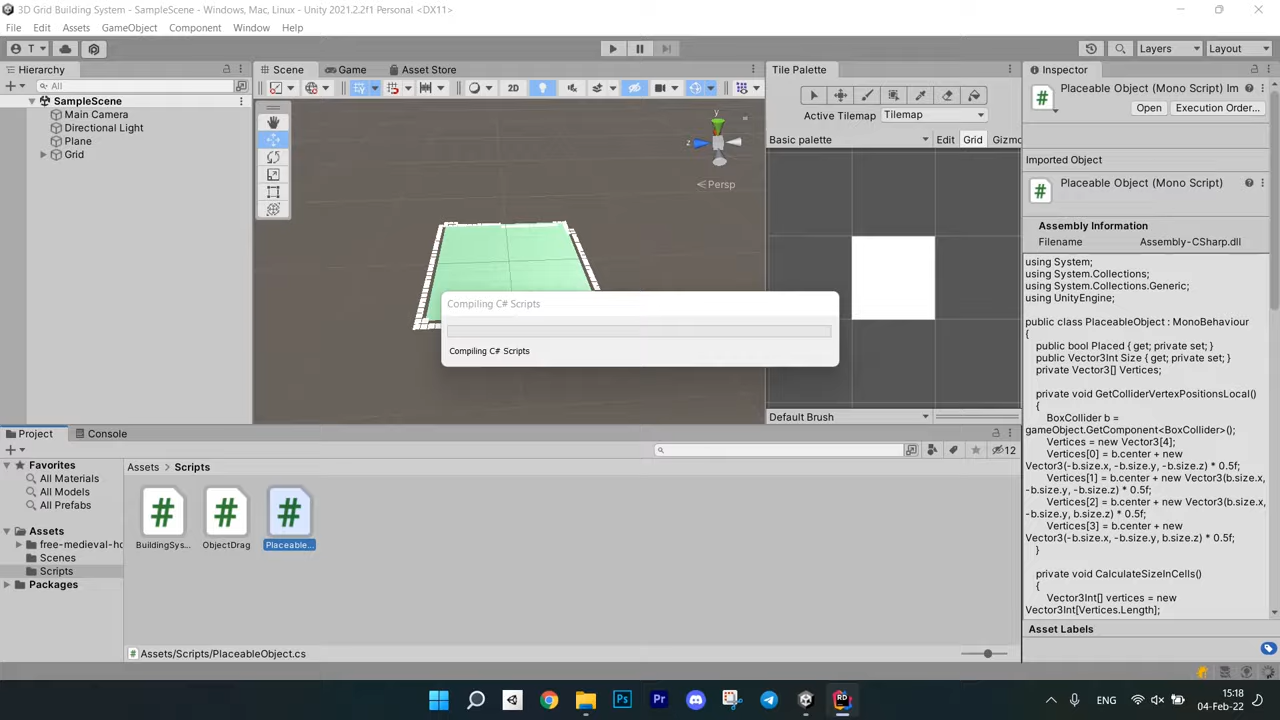 3D Grid Building System - SampleScene - Windows, Mac, Linux - Unity 2021.2.2f1 Personal <DX11>
File Edit Assets GameObject Component Window Help
T
Layers
Layout
Hierarchy
Scene
Game
Asset Store
Tile Palette
Inspector
All
2D
SampleScene
Main Camera
Directional Light
Plane
Grid
y
z
Persp
Active Tilemap
Tilemap
Basic palette
Edit
Grid
Gizmo
Default Brush
Placeable Object (Mono Script) Im
Open
Execution Order...
Imported Object
Placeable Object (Mono Script)
Assembly Information
Filename Assembly-CSharp.dll
using System;
using System.Collections;
using System.Collections.Generic;
using UnityEngine;
public class PlaceableObject : MonoBehaviour
{
public bool Placed { get; private set; }
public Vector3Int Size { get; private set; }
private Vector3[] Vertices;
private void GetColliderVertexPositionsLocal()
{
BoxCollider b =
gameObject.GetComponent<BoxCollider>();
Vertices = new Vector3[4];
Vertices[0] = b.center + new
Vector3(-b.size.x, -b.size.y, -b.size.z) * 0.5f;
Vertices[1] = b.center + new Vector3(b.size.x,
-b.size.y, -b.size.z) * 0.5f;
Vertices[2] = b.center + new Vector3(b.size.x,
-b.size.y, b.size.z) * 0.5f;
Vertices[3] = b.center + new
Vector3(-b.size.x, -b.size.y, b.size.z) * 0.5f;
}
private void CalculateSizeInCells()
{
Vector3Int[] vertices = new
Vector3Int[Vertices.Length];
Asset Labels
Compiling C# Scripts
Compiling C# Scripts
Project
Console
12
Favorites
All Materials
All Models
All Prefabs
Assets
free-medieval-ho
Scenes
Scripts
Packages
Assets > Scripts
BuildingSys...
ObjectDrag
Placeable...
Assets/Scripts/PlaceableObject.cs
Ps
Pr
RD
ENG
15:18
04-Feb-22